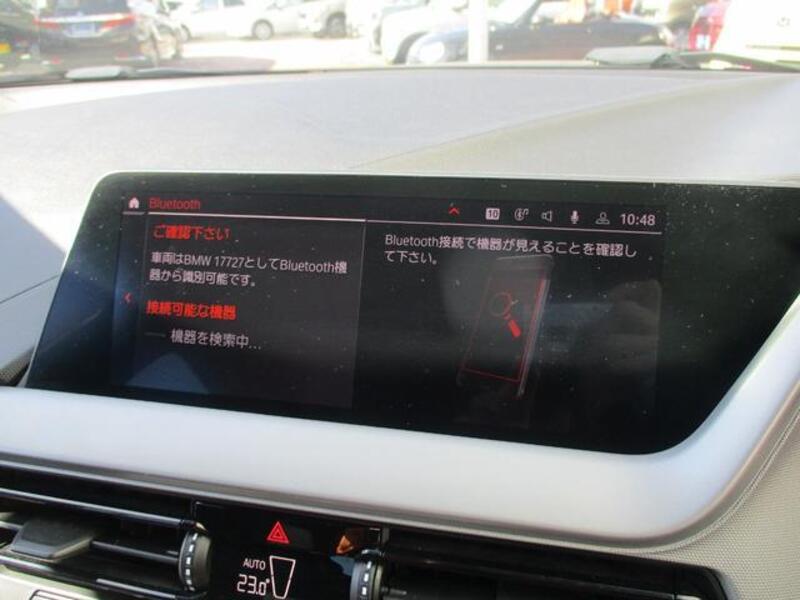 Bluetooth
10
10:48
ご確認下さい
車両はBMW 17727としてBluetooth機
器から識別可能です。
接続可能な機器
機器を検索中...
Bluetooth接続で機器が見えることを確認し
て下さい。
AUTO
23.0°